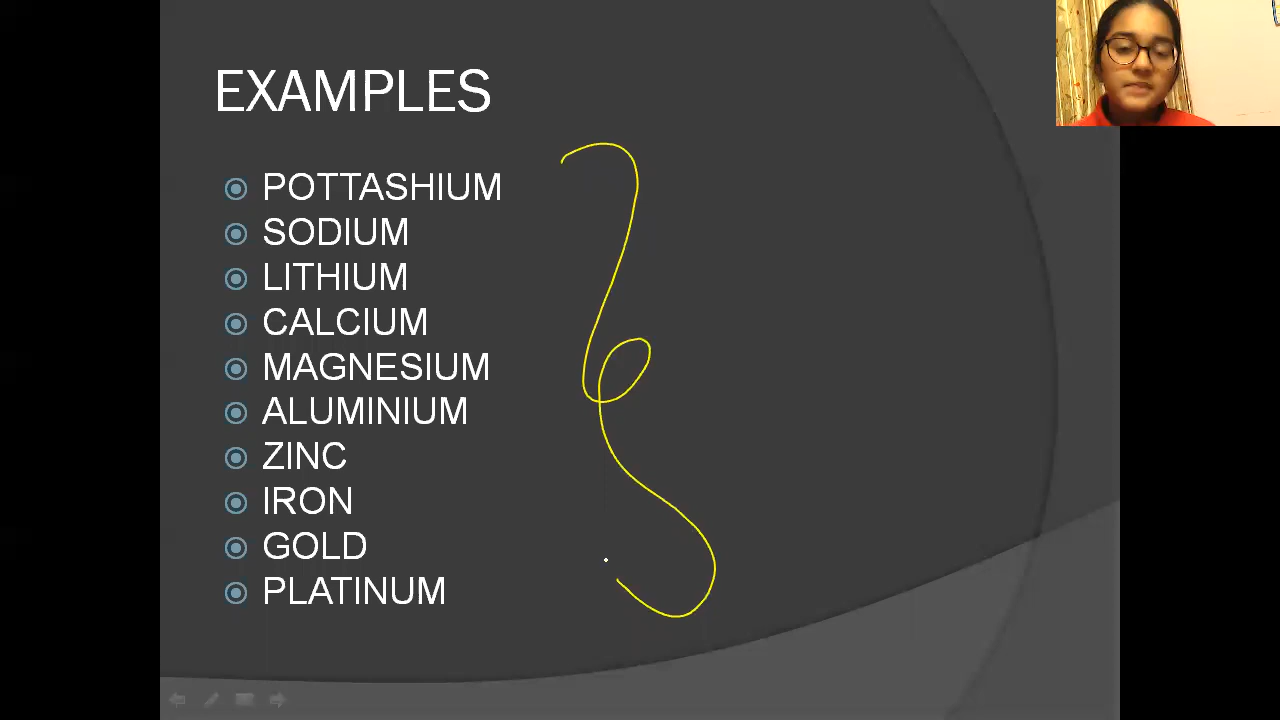 EXAMPLES
POTTASHIUM
SODIUM
LITHIUM
CALCIUM
MAGNESIUM
ALUMINIUM
ZINC
IRON
GOLD
PLATINUM